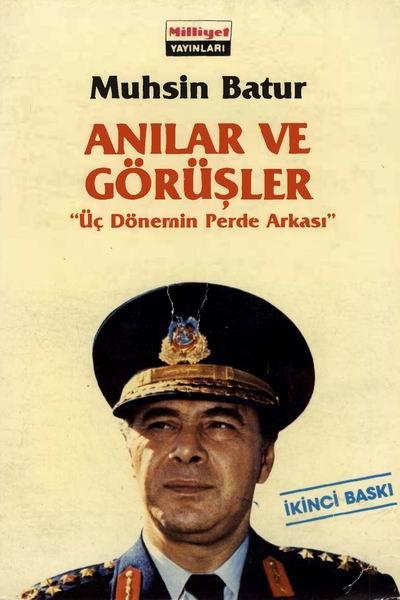 Milliyet
YAYINLARI
Muhsin Batur
ANILAR VE
GÖRÜŞLER
“Üç Dönemin Perde Arkası”
İKİNCİ BASKI